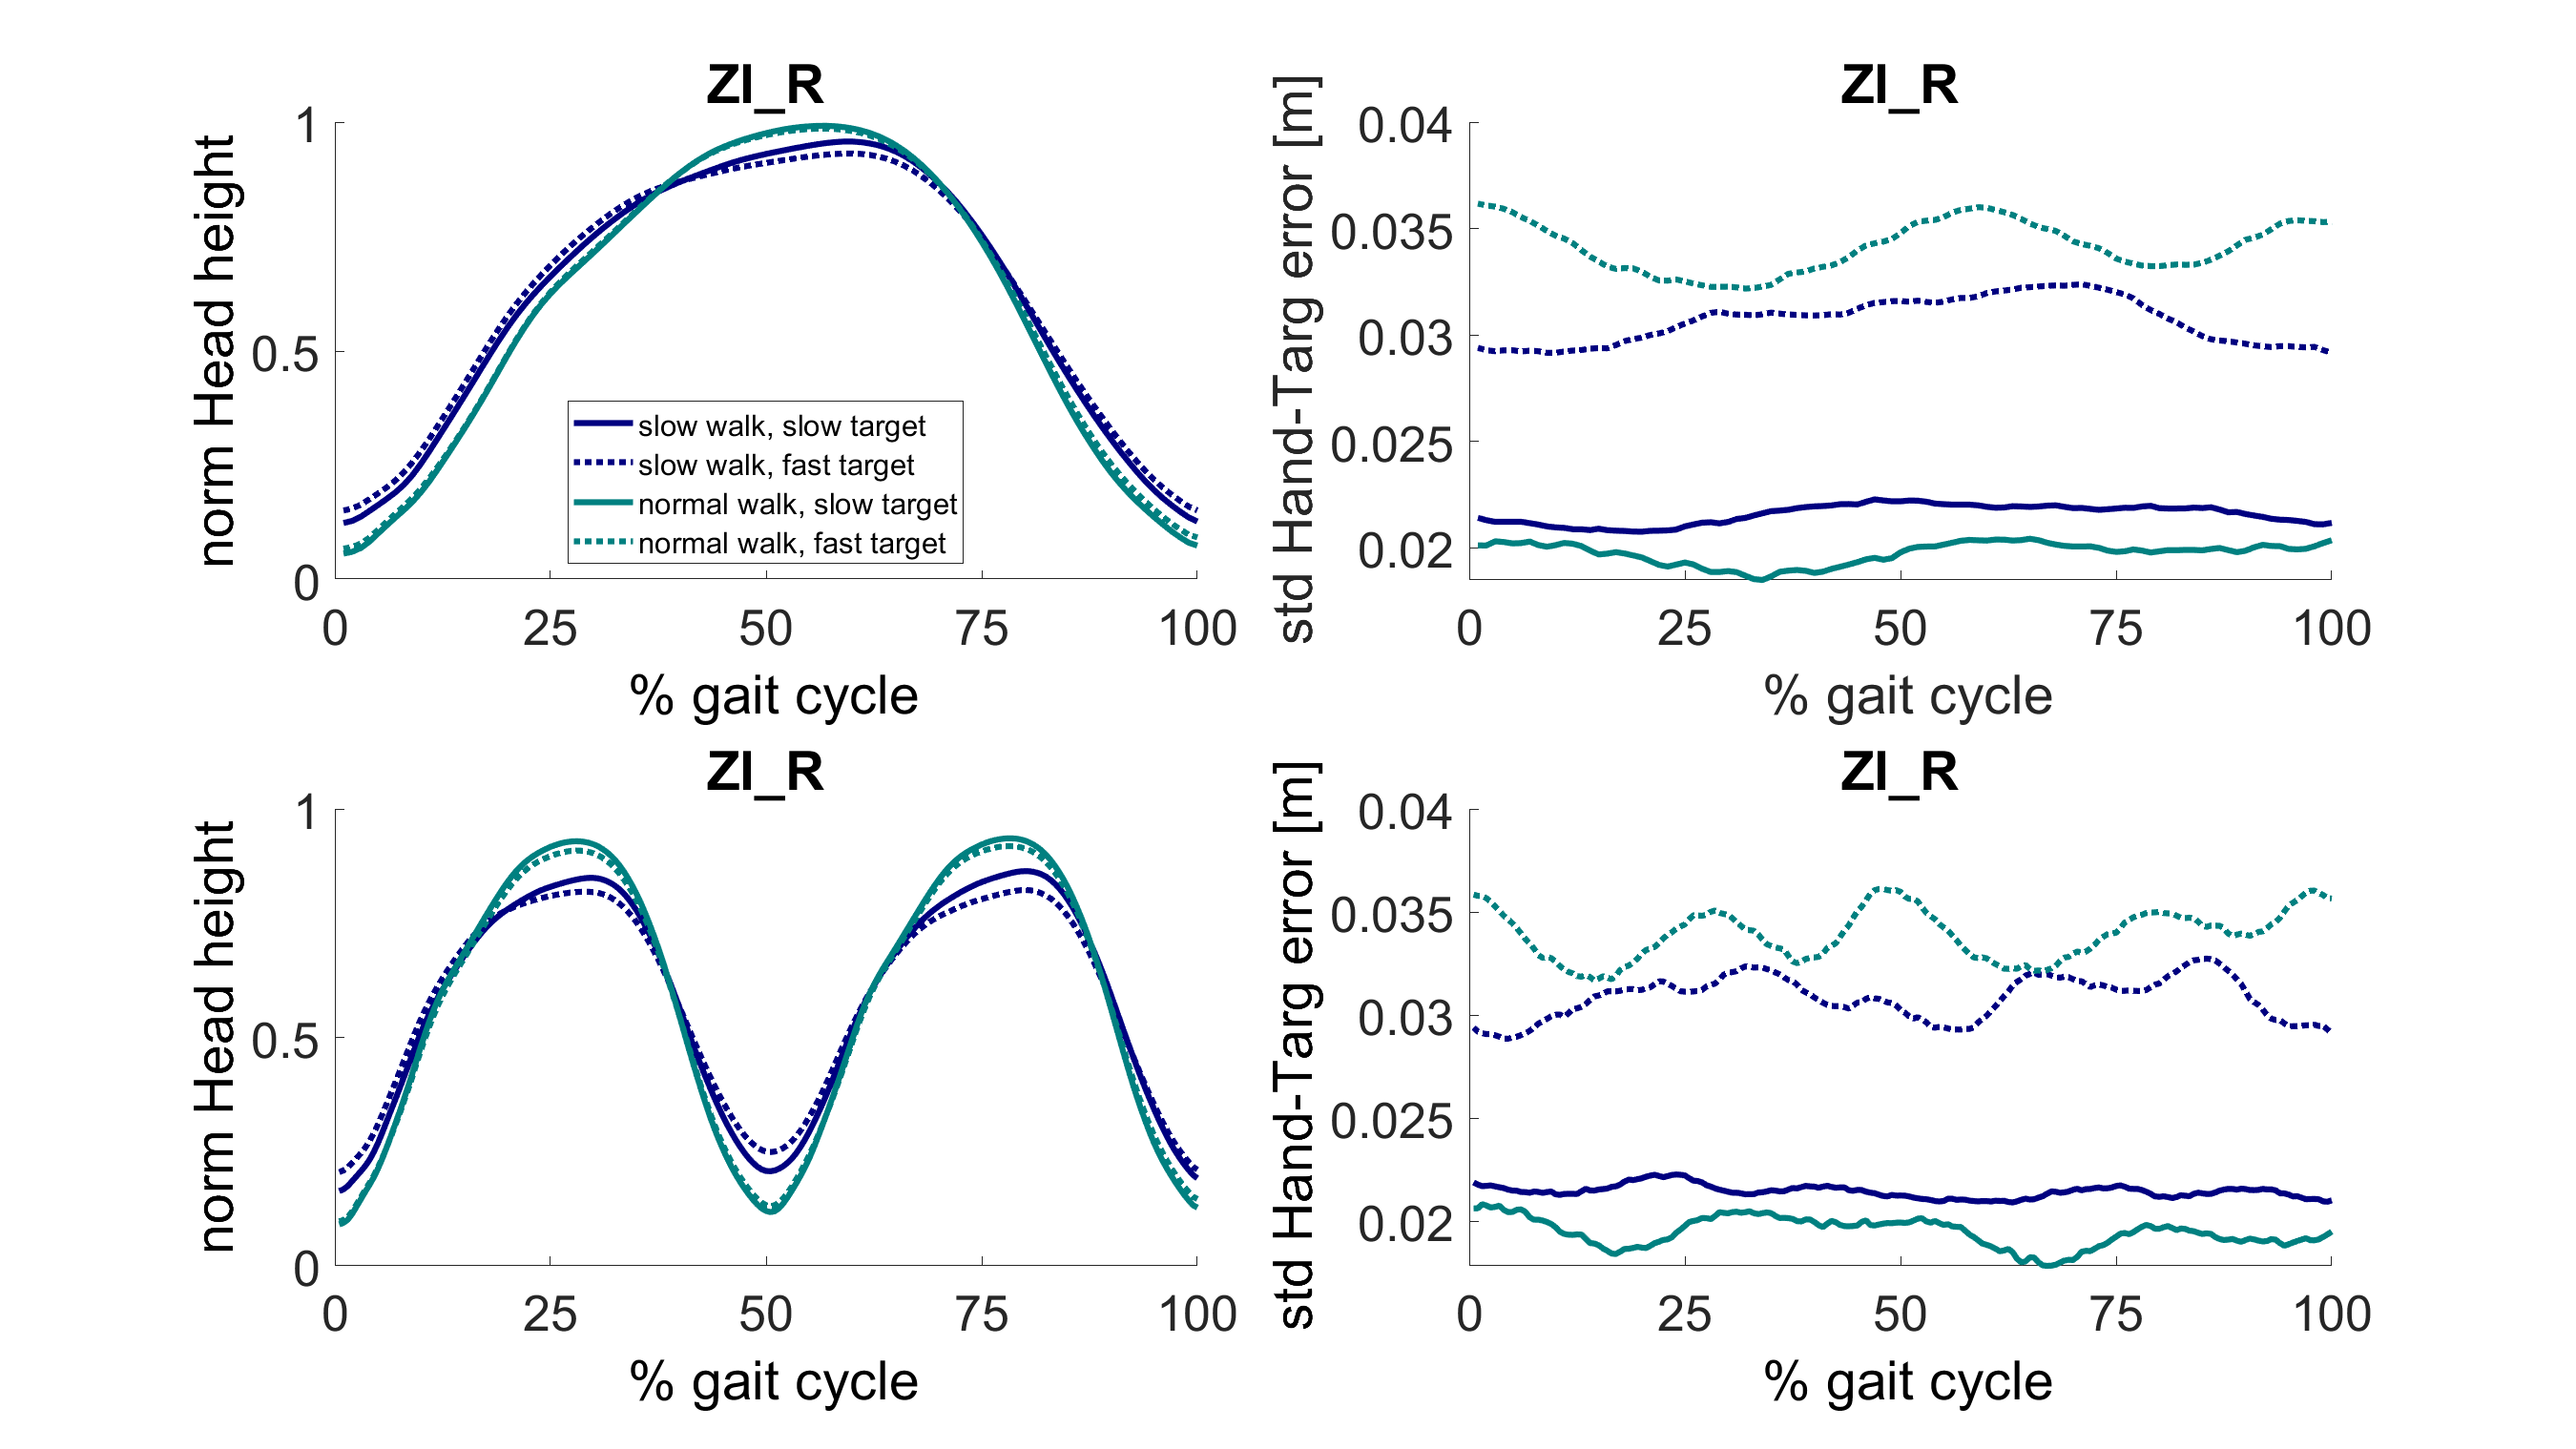 ZI_R
norm Head height
1
0.5
0
0 25 50 75 100
% gait cycle
slow walk, slow target
slow walk, fast target
normal walk, slow target
normal walk, fast target
ZI_R
std Hand-Targ error [m]
0.04
0.035
0.03
0.025
0.02
0 25 50 75 100
% gait cycle
ZI_R
norm Head height
1
0.5
0
0 25 50 75 100
% gait cycle
ZI_R
std Hand-Targ error [m]
0.04
0.035
0.03
0.025
0.02
0 25 50 75 100
% gait cycle